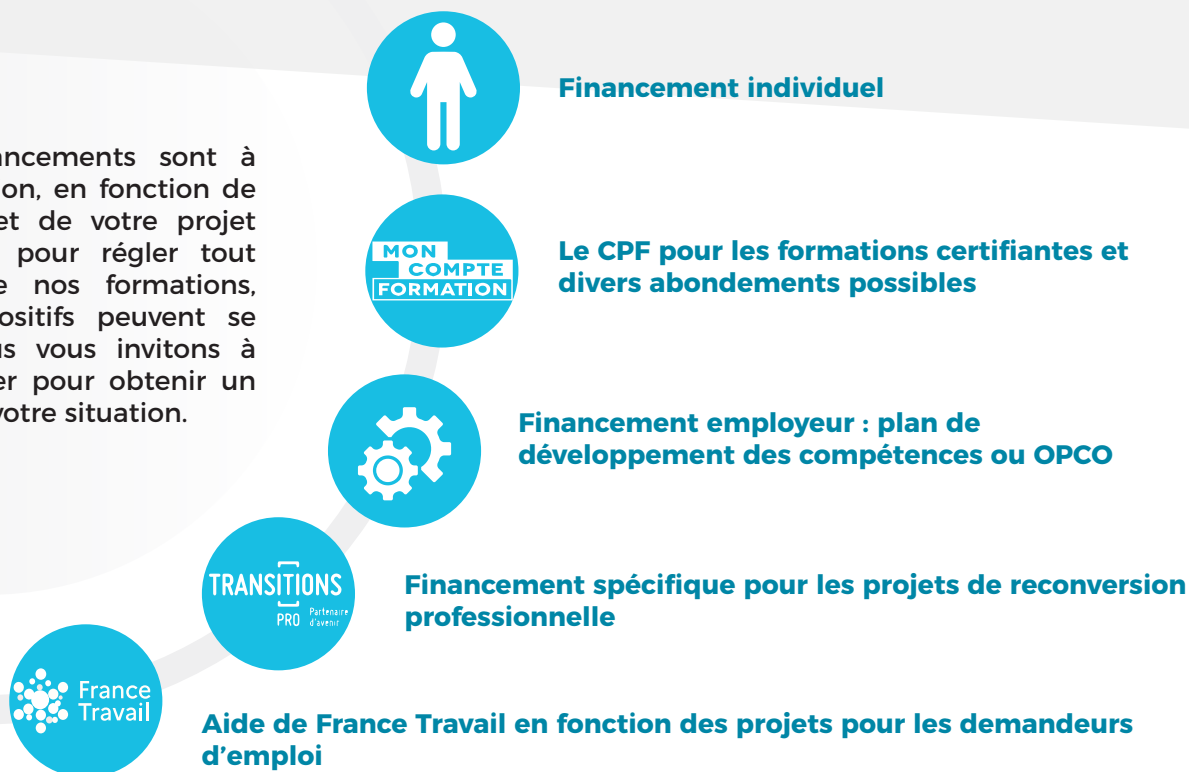 ancements sont à
on, en fonction de
et de votre projet
pour régler tout
e nos formations,
ositifs peuvent se
us vous invitons à
er pour obtenir un
votre situation.
Financement individuel
MON
COMPTE
FORMATION
Le CPF pour les formations certifiantes et
divers abondements possibles
Financement employeur : plan de
développement des compétences ou OPCO
TRANSITIONS
PRO Partenaire
d'avenir
Financement spécifique pour les projets de reconversion
professionnelle
France
Travail
Aide de France Travail en fonction des projets pour les demandeurs
d'emploi